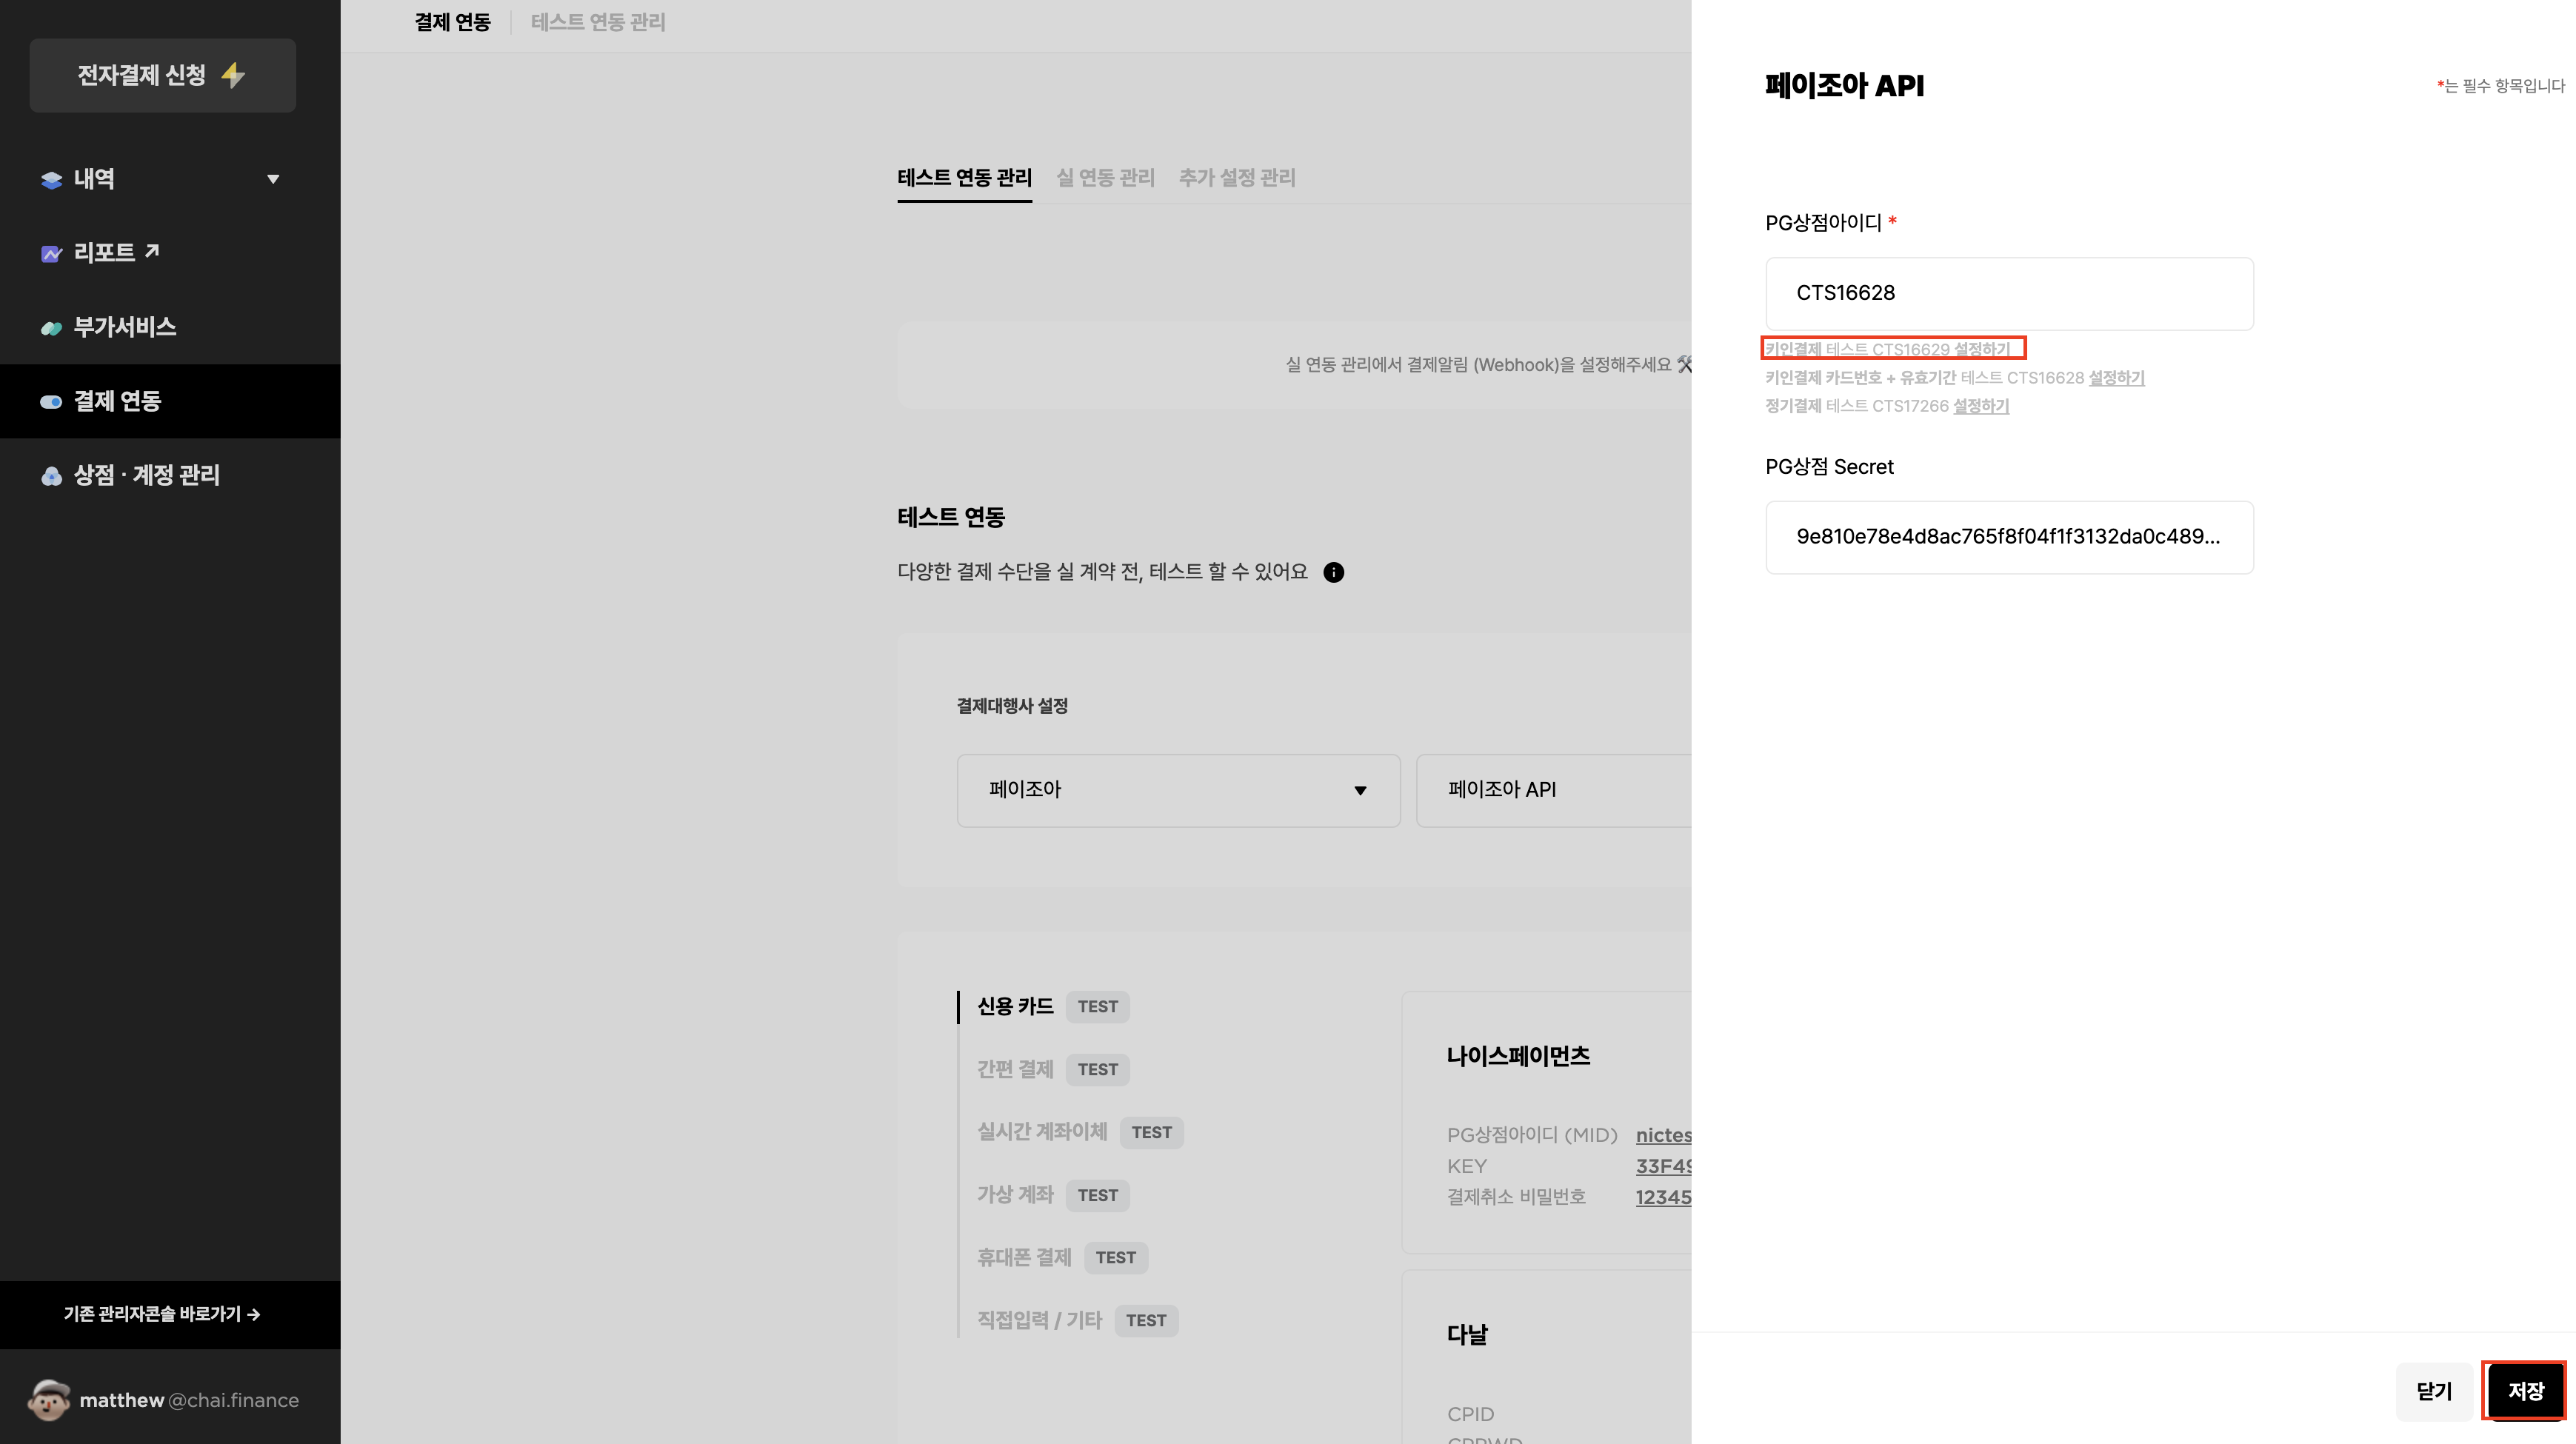 전자결제 신청
내역
리포트
부가서비스
결제 연동
상점 · 계정 관리
기존 관리자콘솔 바로가기 →
matthew @chai.finance
결제 연동
테스트 연동 관리
테스트 연동 관리
실 연동 관리
추가 설정 관리
실 연동 관리에서 결제알림 (Webhook)을 설정해주세요
테스트 연동
다양한 결제 수단을 실 계약 전, 테스트 할 수 있어요
결제대행사 설정
페이조아
페이조아 API
신용 카드 TEST
간편 결제 TEST
실시간 계좌이체 TEST
가상 계좌 TEST
휴대폰 결제 TEST
직접입력 / 기타 TEST
나이스페이먼츠
PG상점아이디 (MID) nictes
KEY 33F49
결제취소 비밀번호 12345
다날
CPID
페이조아 API
*는 필수 항목입니다
PG상점아이디 *
CTS16628
키인결제 테스트 CTS16629 설정하기
키인결제 카드번호 + 유효기간 테스트 CTS16628 설정하기
정기결제 테스트 CTS17266 설정하기
PG상점 Secret
9e810e78e4d8ac765f8f04f1f3132da0c489...
닫기
저장